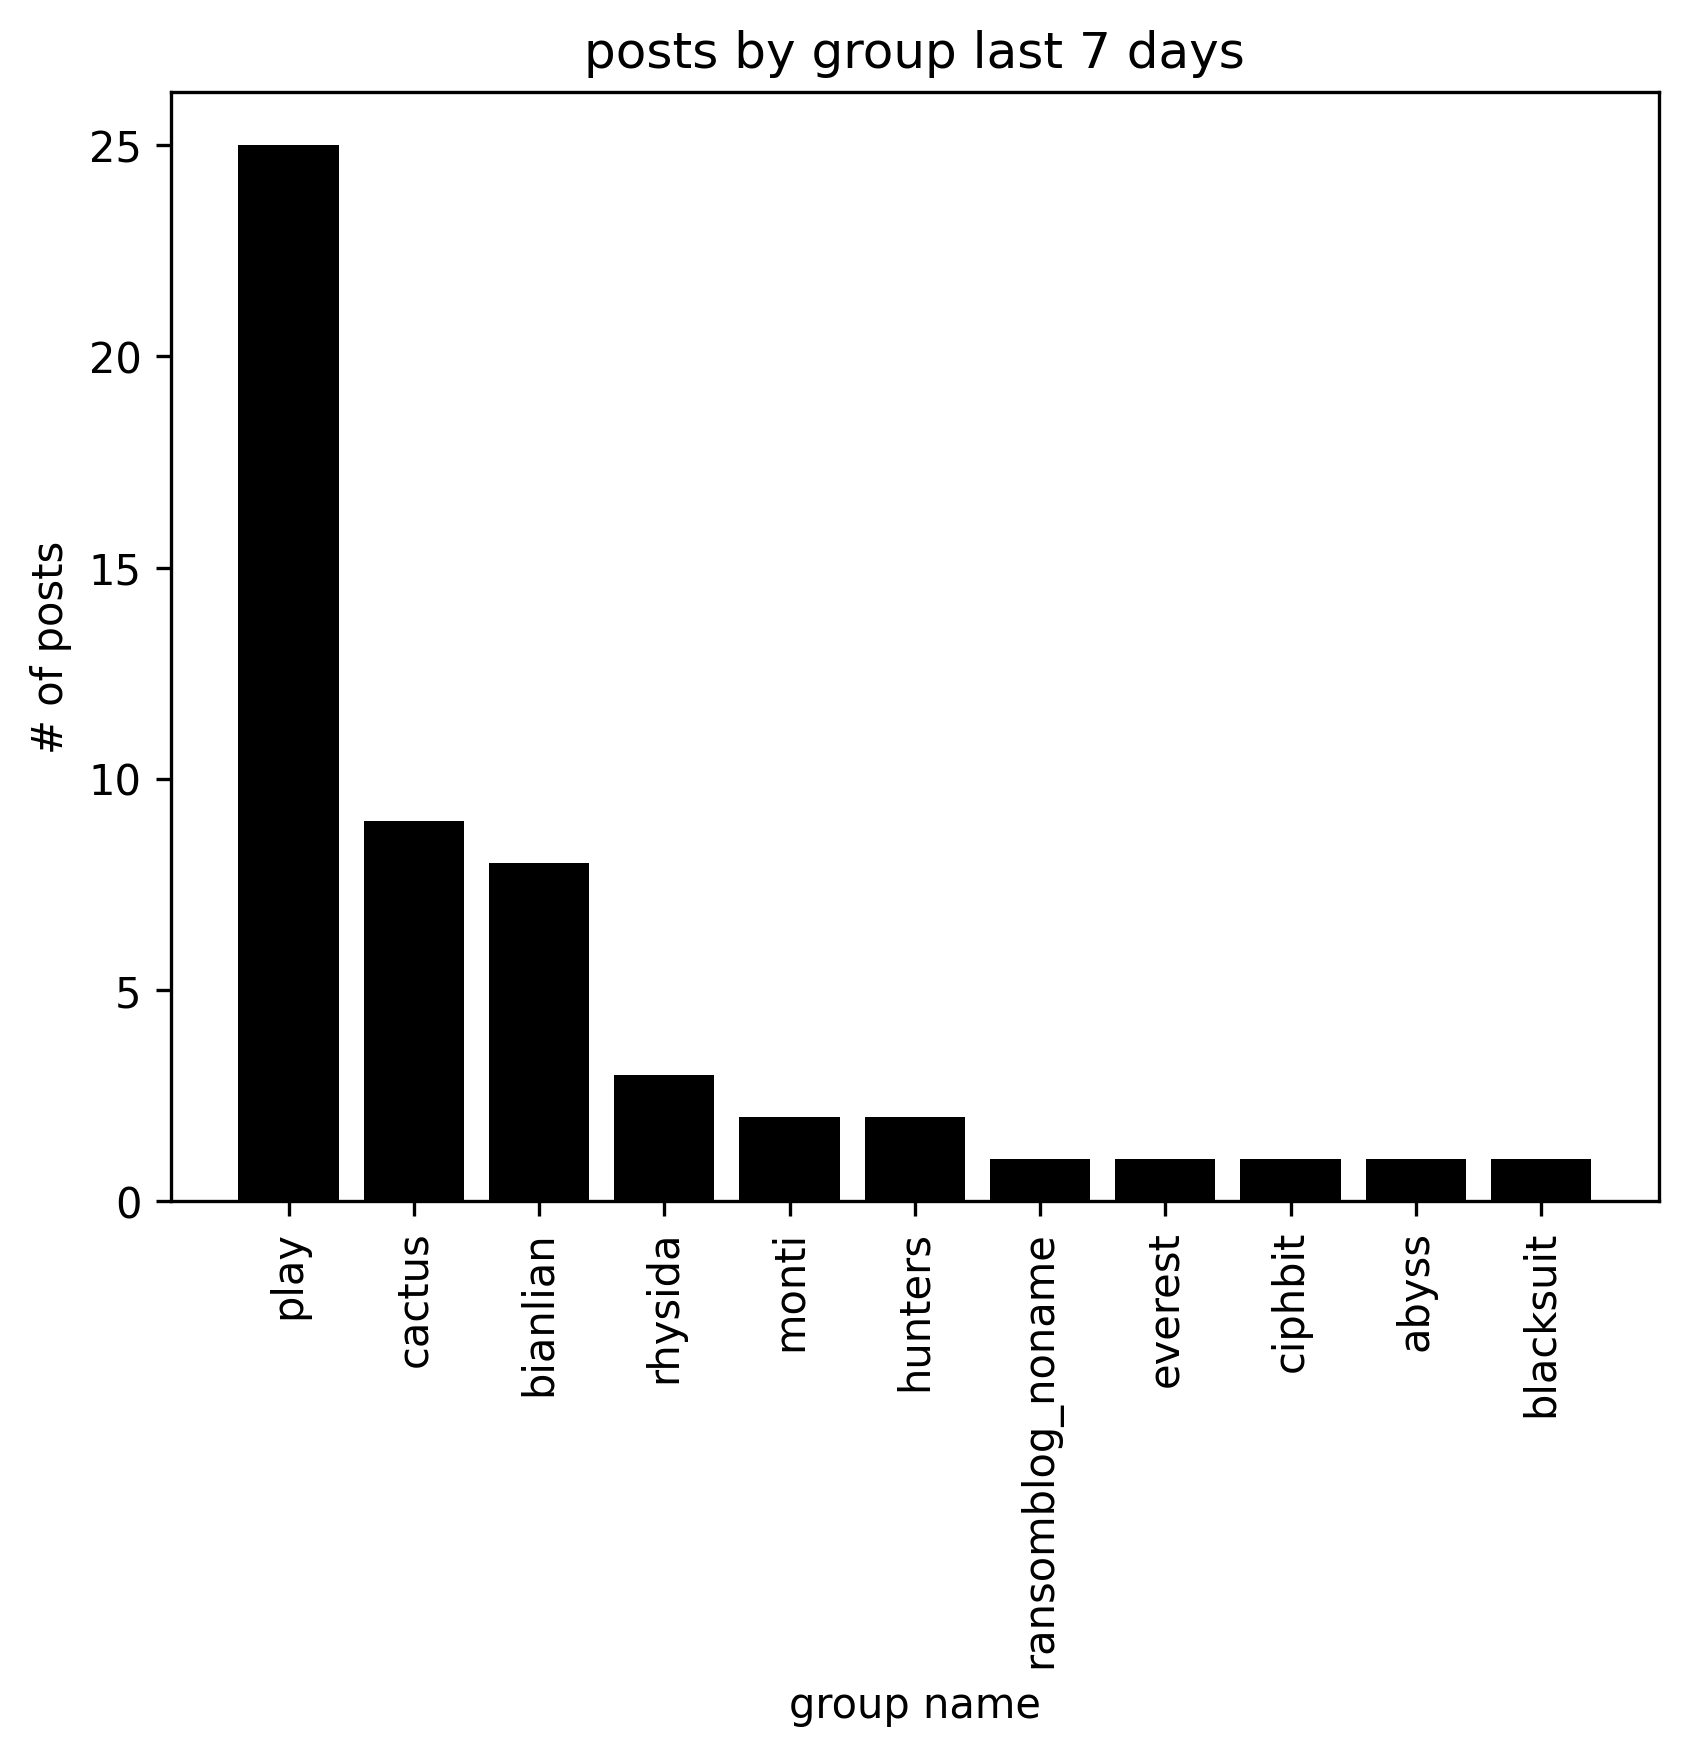 posts by group last 7 days
# of posts
25
20
15
10
5
0
play
cactus
bianlian
rhysida
monti
hunters
ransomblog_noname
everest
ciphbit
abyss
blacksuit
group name